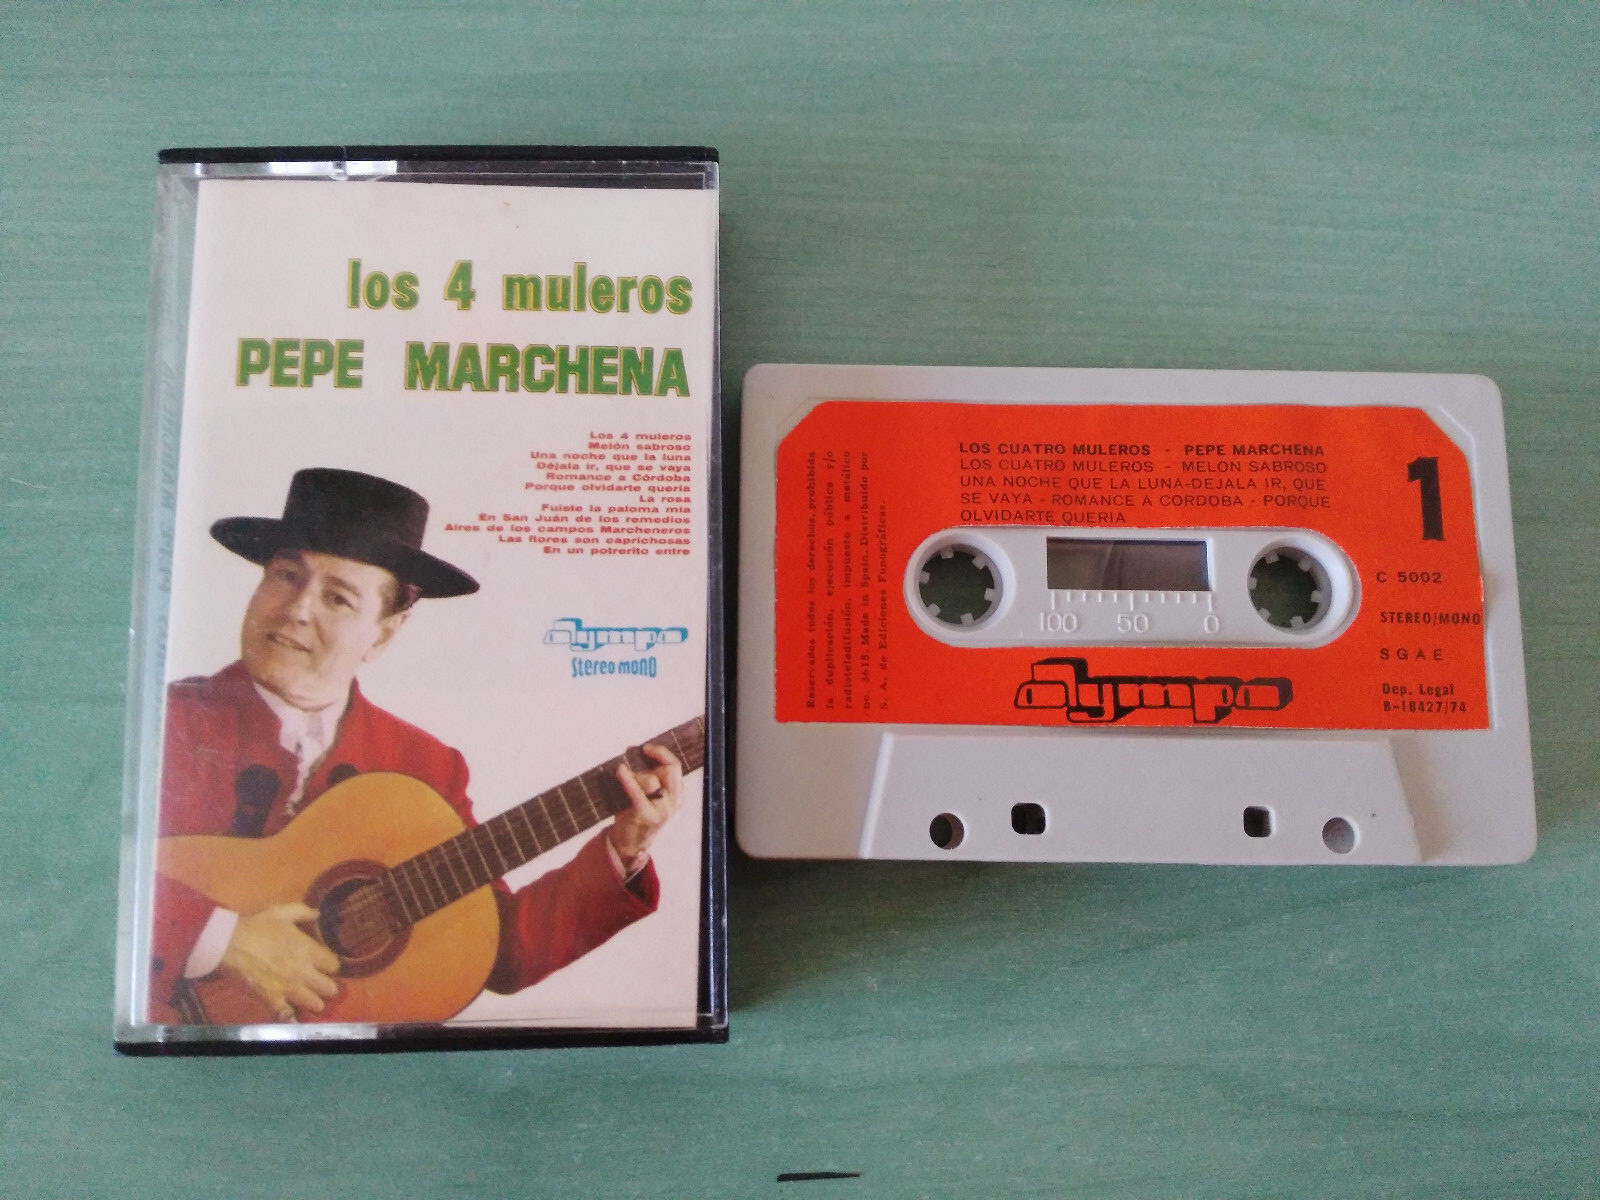 los 4 muleros
PEPE MARCHENA
Los 4 muleros
Melón sabroso
Una noche que la luna
Déjala ir, que se vaya
Romance a Córdoba
Porque olvidarte quería
La rosa
Fuiste la paloma mía
En San Juán de los remedios
Aires de los campos Marcheneros
Las flores son caprichosas
En un potrerito entre
Olympo
Stereo mono
LOS CUATRO MULEROS - PEPE MARCHENA
LOS CUATRO MULEROS - MELON SABROSO
UNA NOCHE QUE LA LUNA-DEJALA IR, QUE
SE VAYA - ROMANCE A CORDOBA - PORQUE
OLVIDARTE QUERIA
1
C 5002
STEREO/MONO
SGAE
Dep. Legal
B-18427/74
100 50 0
Olympo
Reservados todos los derechos, prohibida
la duplicación, ejecución pública y/o
radioteledifusión, impuesto a metálico
no. 3615. Made in Spain. Distribuido por
S. A. de Ediciones Fonográficas.